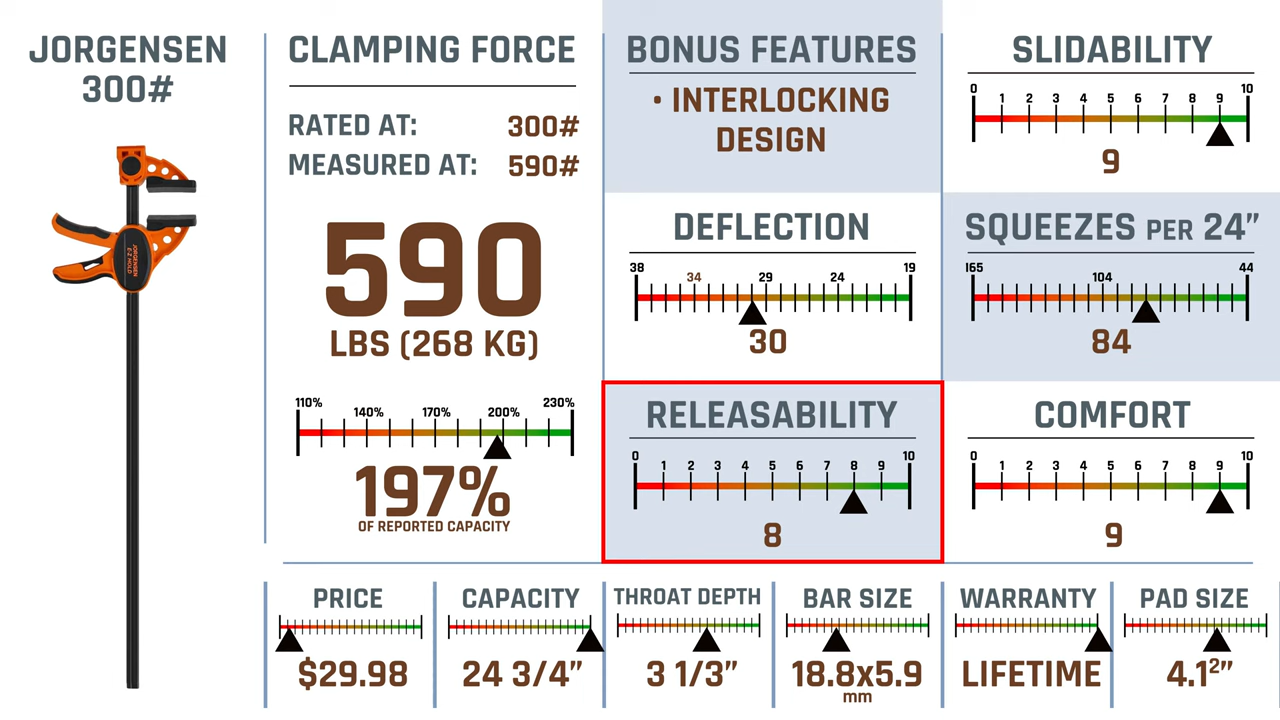 JORGENSEN
300#
JORGENSEN
E-Z HOLD
CLAMPING FORCE
RATED AT: 300#
MEASURED AT: 590#
590
LBS (268 KG)
110% 140% 170% 200% 230%
197%
OF REPORTED CAPACITY
BONUS FEATURES
• INTERLOCKING
DESIGN
DEFLECTION
38 34 29 24 19
30
RELEASABILITY
0 1 2 3 4 5 6 7 8 9 10
8
SLIDABILITY
0 1 2 3 4 5 6 7 8 9 10
9
SQUEEZES PER 24”
165 104 44
84
COMFORT
0 1 2 3 4 5 6 7 8 9 10
9
PRICE
$29.98
CAPACITY
24 3/4”
THROAT DEPTH
3 1/3”
BAR SIZE
18.8x5.9
mm
WARRANTY
LIFETIME
PAD SIZE
4.1²”